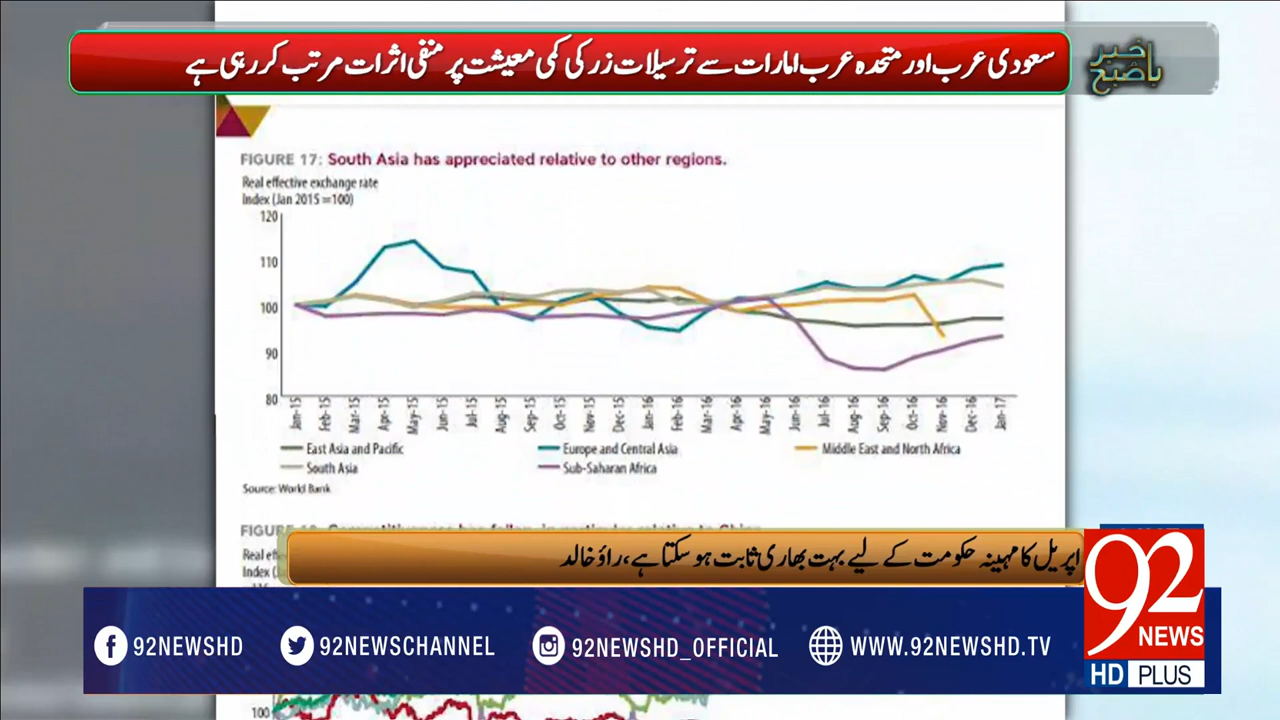 سعودی عرب اور متحدہ عرب امارات سے ترسیلات زر کی کمی معیشت پر منفی اثرات مرتب کر رہی ہے
خبر
باصبح
FIGURE 17: South Asia has appreciated relative to other regions.
Real effective exchange rate
Index (Jan 2015 =100)
120
110
100
90
80
Jan-15 Feb-15 Mar-15 Apr-15 May-15 Jun-15 Jul-15 Aug-15 Sep-15 Oct-15 Nov-15 Dec-15 Jan-16 Feb-16 Mar-16 Apr-16 May-16 Jun-16 Jul-16 Aug-16 Sep-16 Oct-16 Nov-16 Dec-16 Jan-17
East Asia and Pacific Europe and Central Asia Middle East and North Africa
South Asia Sub-Saharan Africa
Source: World Bank
اپریل کا مہینہ حکومت کے لیے بہت بھاری ثابت ہو سکتا ہے، راؤ خالد
92
NEWS
HD PLUS
92NEWSHD 92NEWSCHANNEL 92NEWSHD_OFFICIAL WWW.92NEWSHD.TV
100